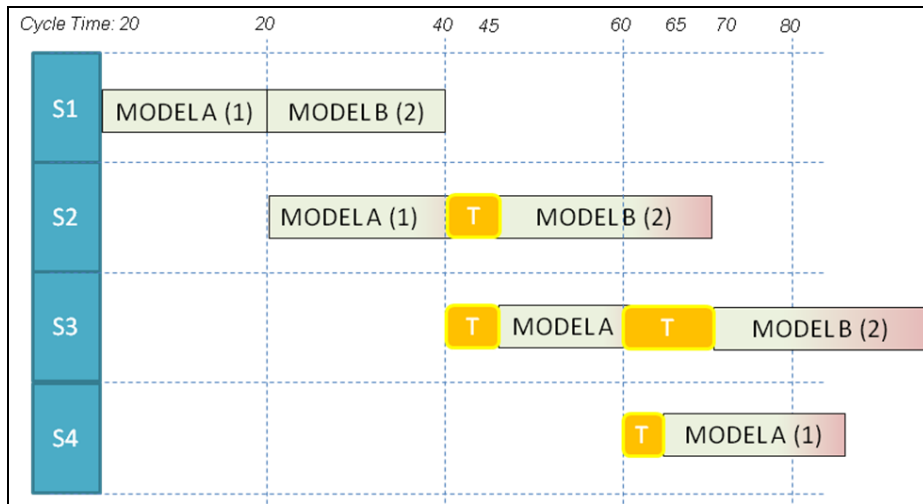 Cycle Time: 20 20 40 45 60 65 70 80
S1 MODEL A (1) MODEL B (2)
S2 MODEL A (1) T MODEL B (2)
S3 T MODEL A T MODEL B (2)
S4 T MODEL A (1)